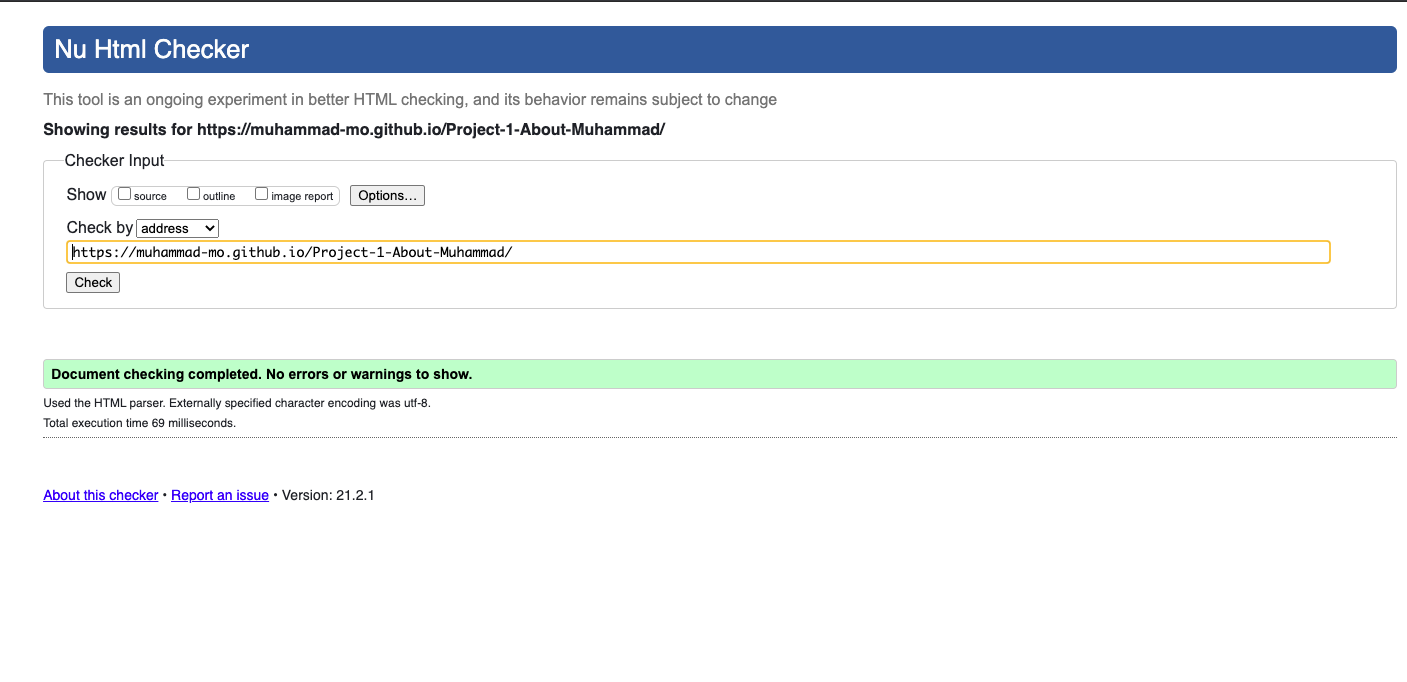 Nu Html Checker
This tool is an ongoing experiment in better HTML checking, and its behavior remains subject to change
Showing results for https://muhammad-mo.github.io/Project-1-About-Muhammad/
Checker Input
Show source outline image report Options...
Check by address
https://muhammad-mo.github.io/Project-1-About-Muhammad/
Check
Document checking completed. No errors or warnings to show.
Used the HTML parser. Externally specified character encoding was utf-8.
Total execution time 69 milliseconds.
About this checker • Report an issue • Version: 21.2.1